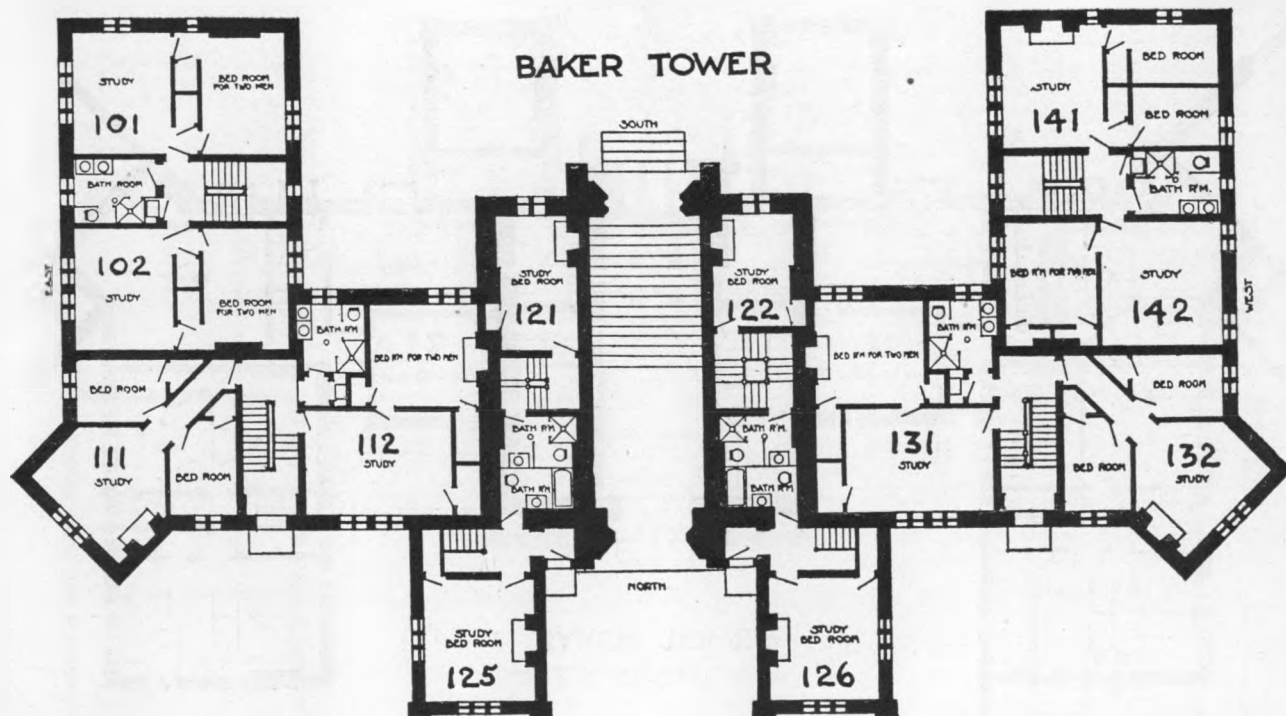 BAKER TOWER
SOUTH
STUDY
101
BED ROOM
FOR TWO MEN
BATH ROOM
102
STUDY
BED ROOM
FOR TWO MEN
EAST
BED ROOM
111
STUDY
BED ROOM
BATH R'M
BED R'M FOR TWO MEN
112
STUDY
STUDY
BED ROOM
121
BATH R'M
BATH R'M
STUDY
BED ROOM
125
NORTH
STUDY
BED ROOM
122
BATH R'M.
BATH R'M.
STUDY
BED ROOM
126
BED R'M FOR TWO MEN
BATH R'M
131
STUDY
STUDY
141
BED ROOM
BED ROOM
BATH R'M.
BED R'M FOR TWO MEN
STUDY
142
WEST
BED ROOM
BED ROOM
132
STUDY